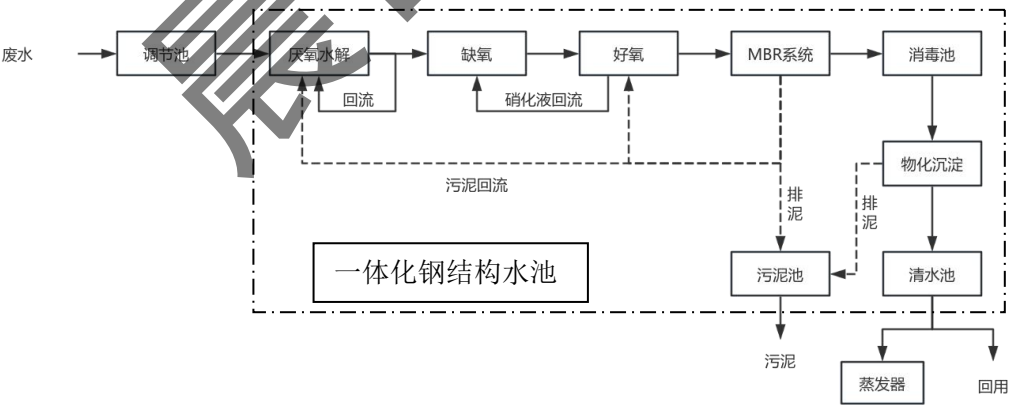 废水
调节池
厌氧水解
缺氧
好氧
MBR系统
消毒池
回流
硝化液回流
物化沉淀
污泥回流
排泥
排泥
一体化钢结构水池
污泥池
清水池
污泥
蒸发器
回用